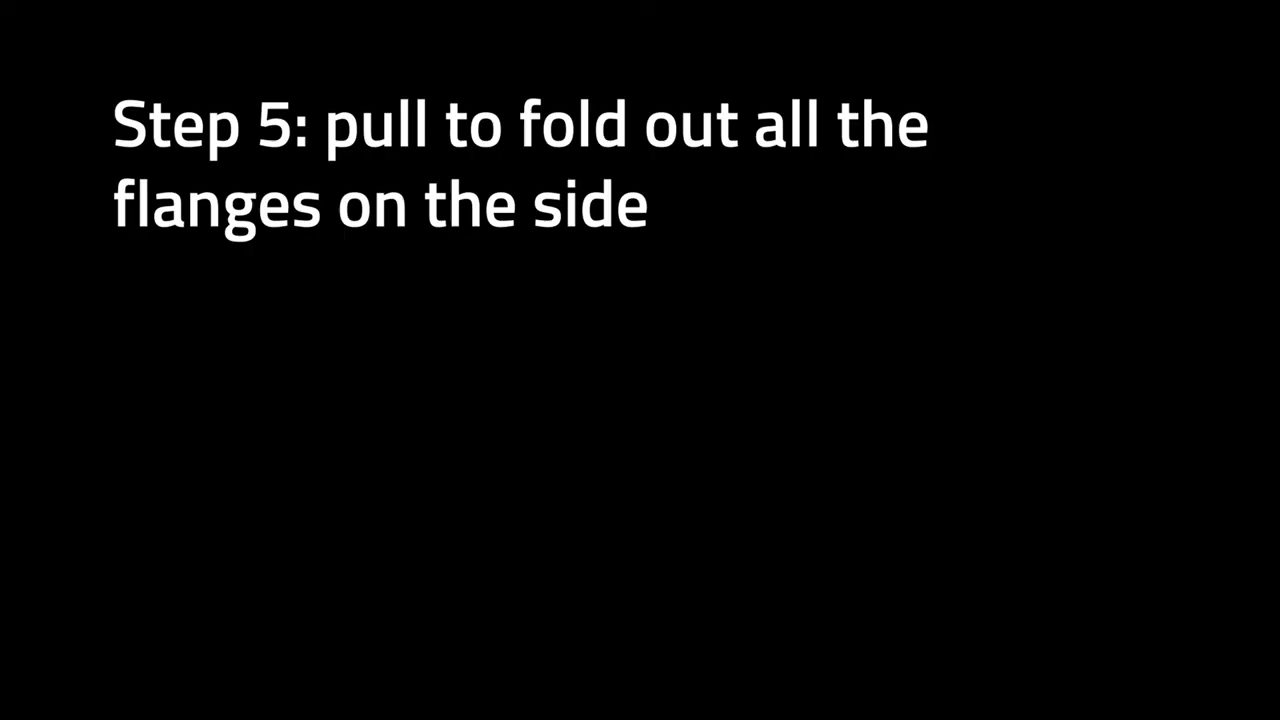 Step 5: pull to fold out all the
flanges on the side